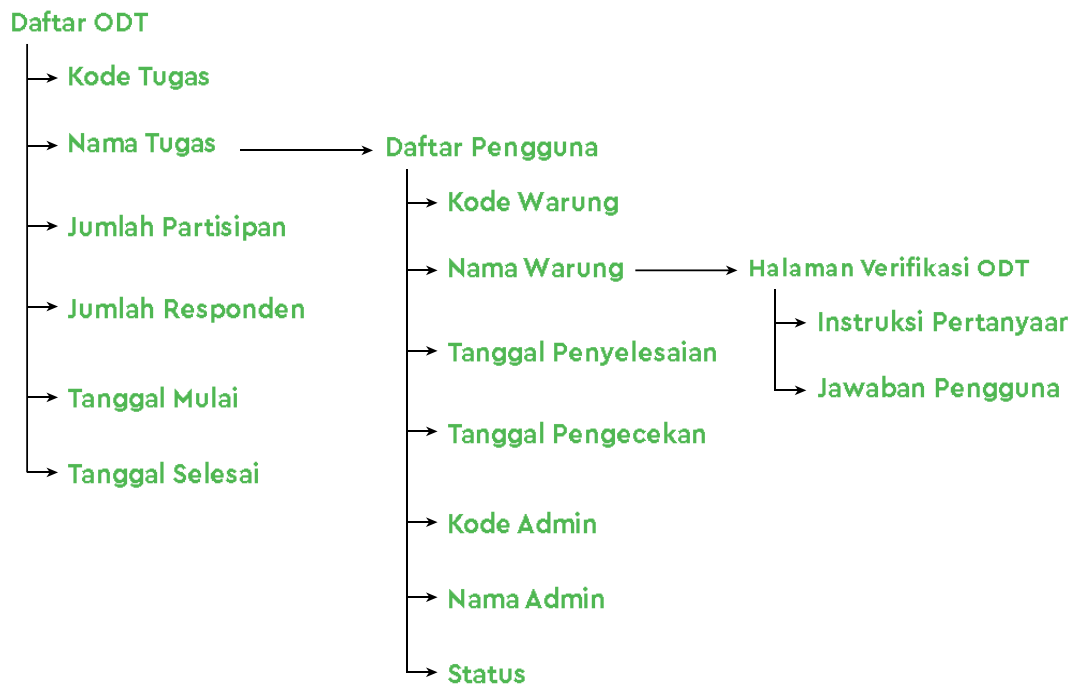 Daftar ODT
Kode Tugas
Nama Tugas
Jumlah Partisipan
Jumlah Responden
Tanggal Mulai
Tanggal Selesai
Daftar Pengguna
Kode Warung
Nama Warung
Tanggal Penyelesaian
Tanggal Pengecekan
Kode Admin
Nama Admin
Status
Halaman Verifikasi ODT
Instruksi Pertanyaar
Jawaban Pengguna